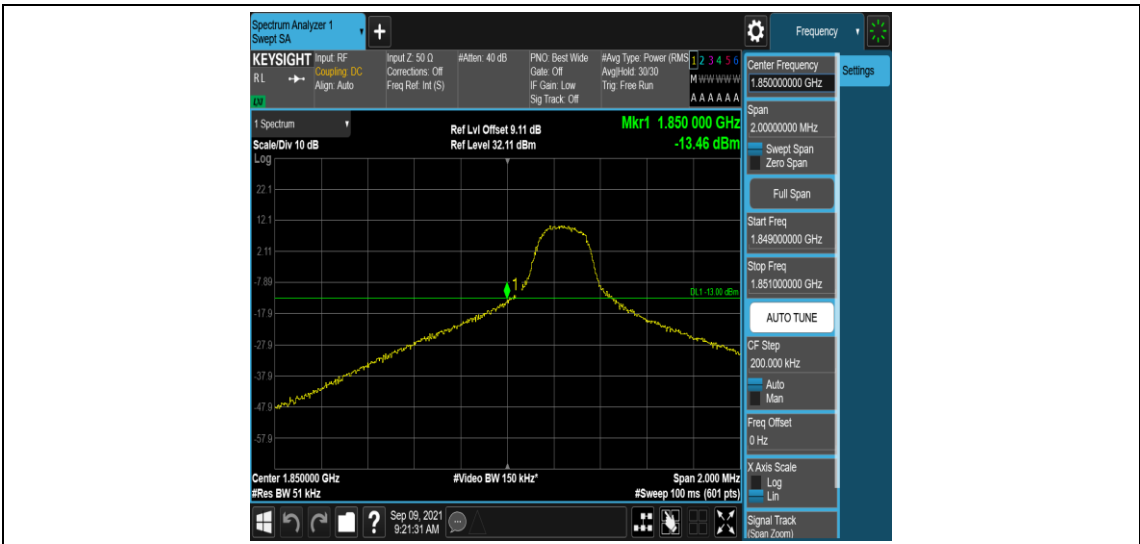 Spectrum Analyzer 1
Swept SA
Frequency
KEYSIGHT
R L
LXI
Input: RF
Coupling: DC
Align: Auto
Input Z: 50 Ω
Corrections: Off
Freq Ref: Int (S)
#Atten: 40 dB
PNO: Best Wide
Gate: Off
IF Gain: Low
Sig Track: Off
#Avg Type: Power (RMS
Avg|Hold: 30/30
Trig: Free Run
1 2 3 4 5 6
M W W W W W
A A A A A A
1 Spectrum
Scale/Div 10 dB
Log
Ref Lvl Offset 9.11 dB
Ref Level 32.11 dBm
Mkr1 1.850 000 GHz
-13.46 dBm
22.1
12.1
2.11
-7.89
-17.9
-27.9
-37.9
-47.9
-57.9
1
DL1 -13.00 dBm
Center 1.850000 GHz
#Res BW 51 kHz
#Video BW 150 kHz*
Span 2.000 MHz
#Sweep 100 ms (601 pts)
Center Frequency
1.850000000 GHz
Settings
Span
2.00000000 MHz
Swept Span
Zero Span
Full Span
Start Freq
1.849000000 GHz
Stop Freq
1.851000000 GHz
AUTO TUNE
CF Step
200.000 kHz
Auto
Man
Freq Offset
0 Hz
X Axis Scale
Log
Lin
Signal Track
(Span Zoom)
?
Sep 09, 2021
9:21:31 AM